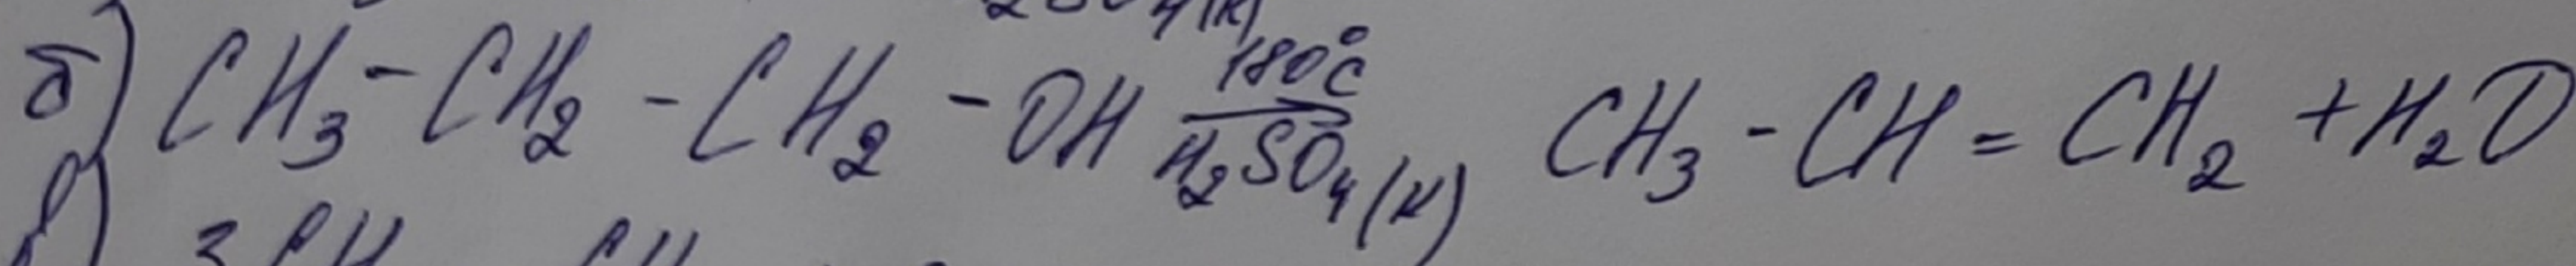 б) CH₃ - CH₂ - CH₂ - OH 180°C / H₂SO₄(к) → CH₃ - CH = CH₂ + H₂O